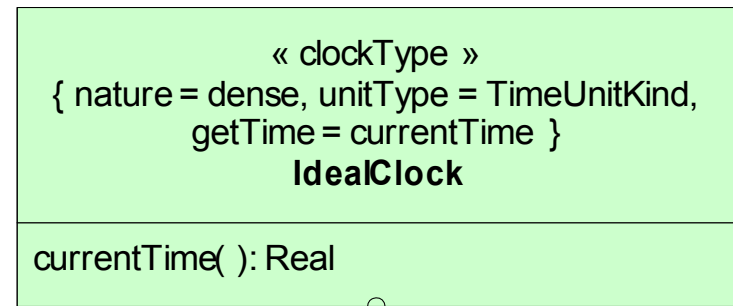 « clockType »
{ nature = dense, unitType = TimeUnitKind,
getTime = currentTime }
IdealClock
currentTime( ): Real